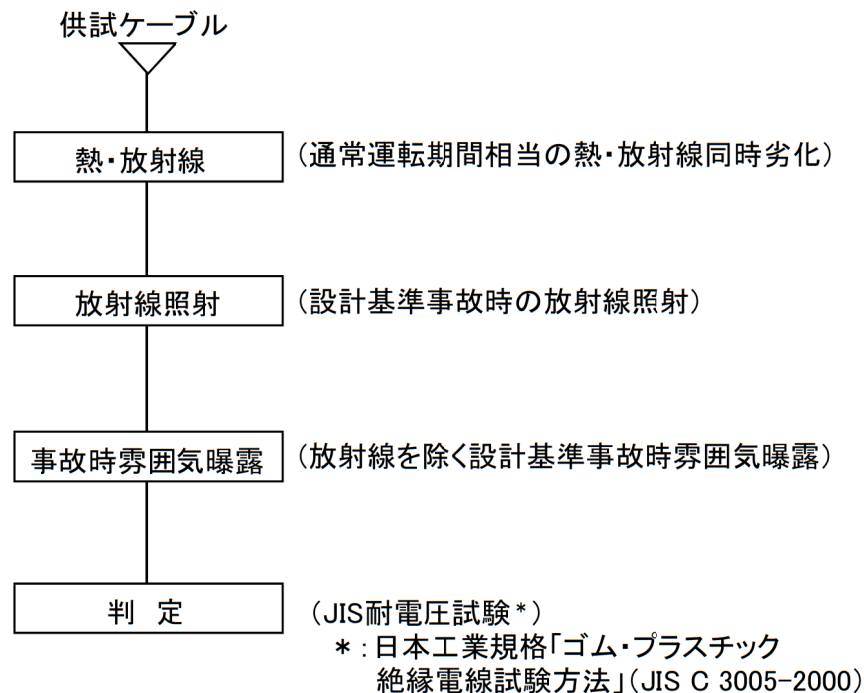 供試ケーブル
熱・放射線 (通常運転期間相当の熱・放射線同時劣化)
放射線照射 (設計基準事故時の放射線照射)
事故時雰囲気曝露 (放射線を除く設計基準事故時雰囲気曝露)
判 定 (JIS耐電圧試験*)
*:日本工業規格「ゴム・プラスチック
絶縁電線試験方法」(JIS C 3005-2000)